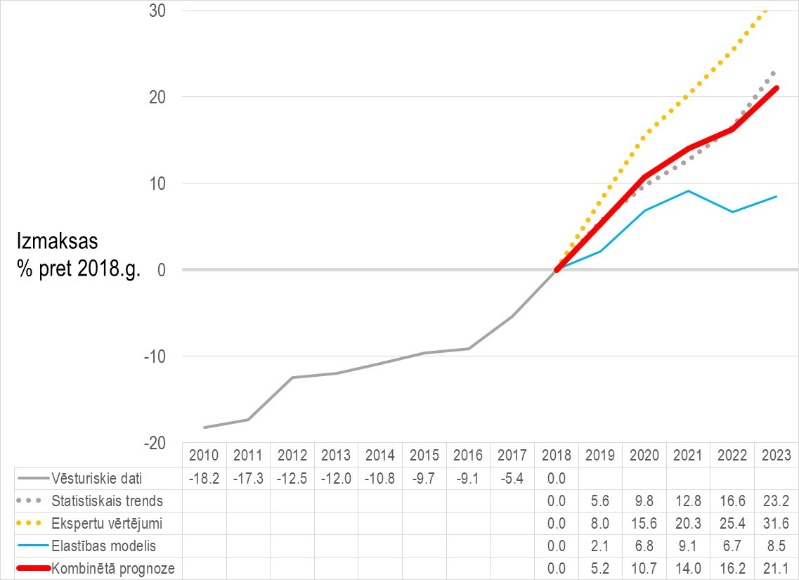 30
20
10
Izmaksas
% pret 2018.g.
0
-10
-20
2010 2011 2012 2013 2014 2015 2016 2017 2018 2019 2020 2021 2022 2023
Vēsturiskie dati -18.2 -17.3 -12.5 -12.0 -10.8 -9.7 -9.1 -5.4 0.0
Statistiskais trends 0.0 5.6 9.8 12.8 16.6 23.2
Ekspertu vērtējumi 0.0 8.0 15.6 20.3 25.4 31.6
Elastības modelis 0.0 2.1 6.8 9.1 6.7 8.5
Kombinētā prognoze 0.0 5.2 10.7 14.0 16.2 21.1